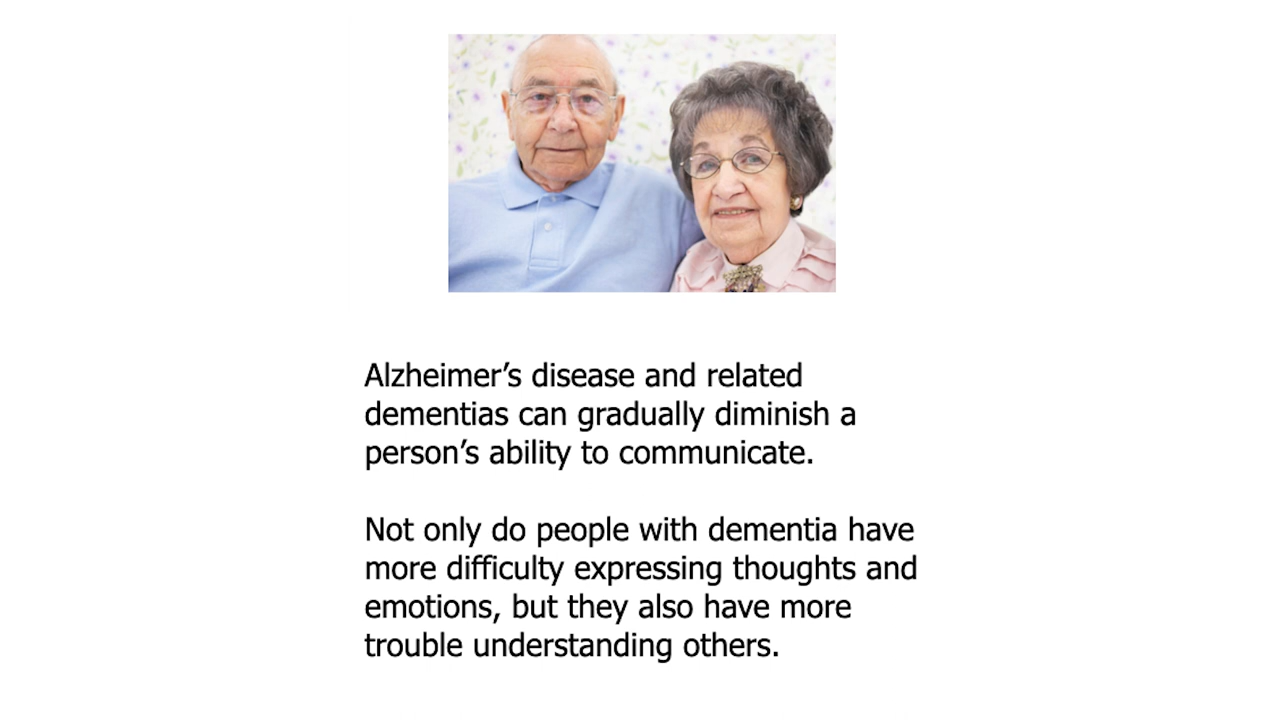 Alzheimer’s disease and related
dementias can gradually diminish a
person’s ability to communicate.
Not only do people with dementia have
more difficulty expressing thoughts and
emotions, but they also have more
trouble understanding others.